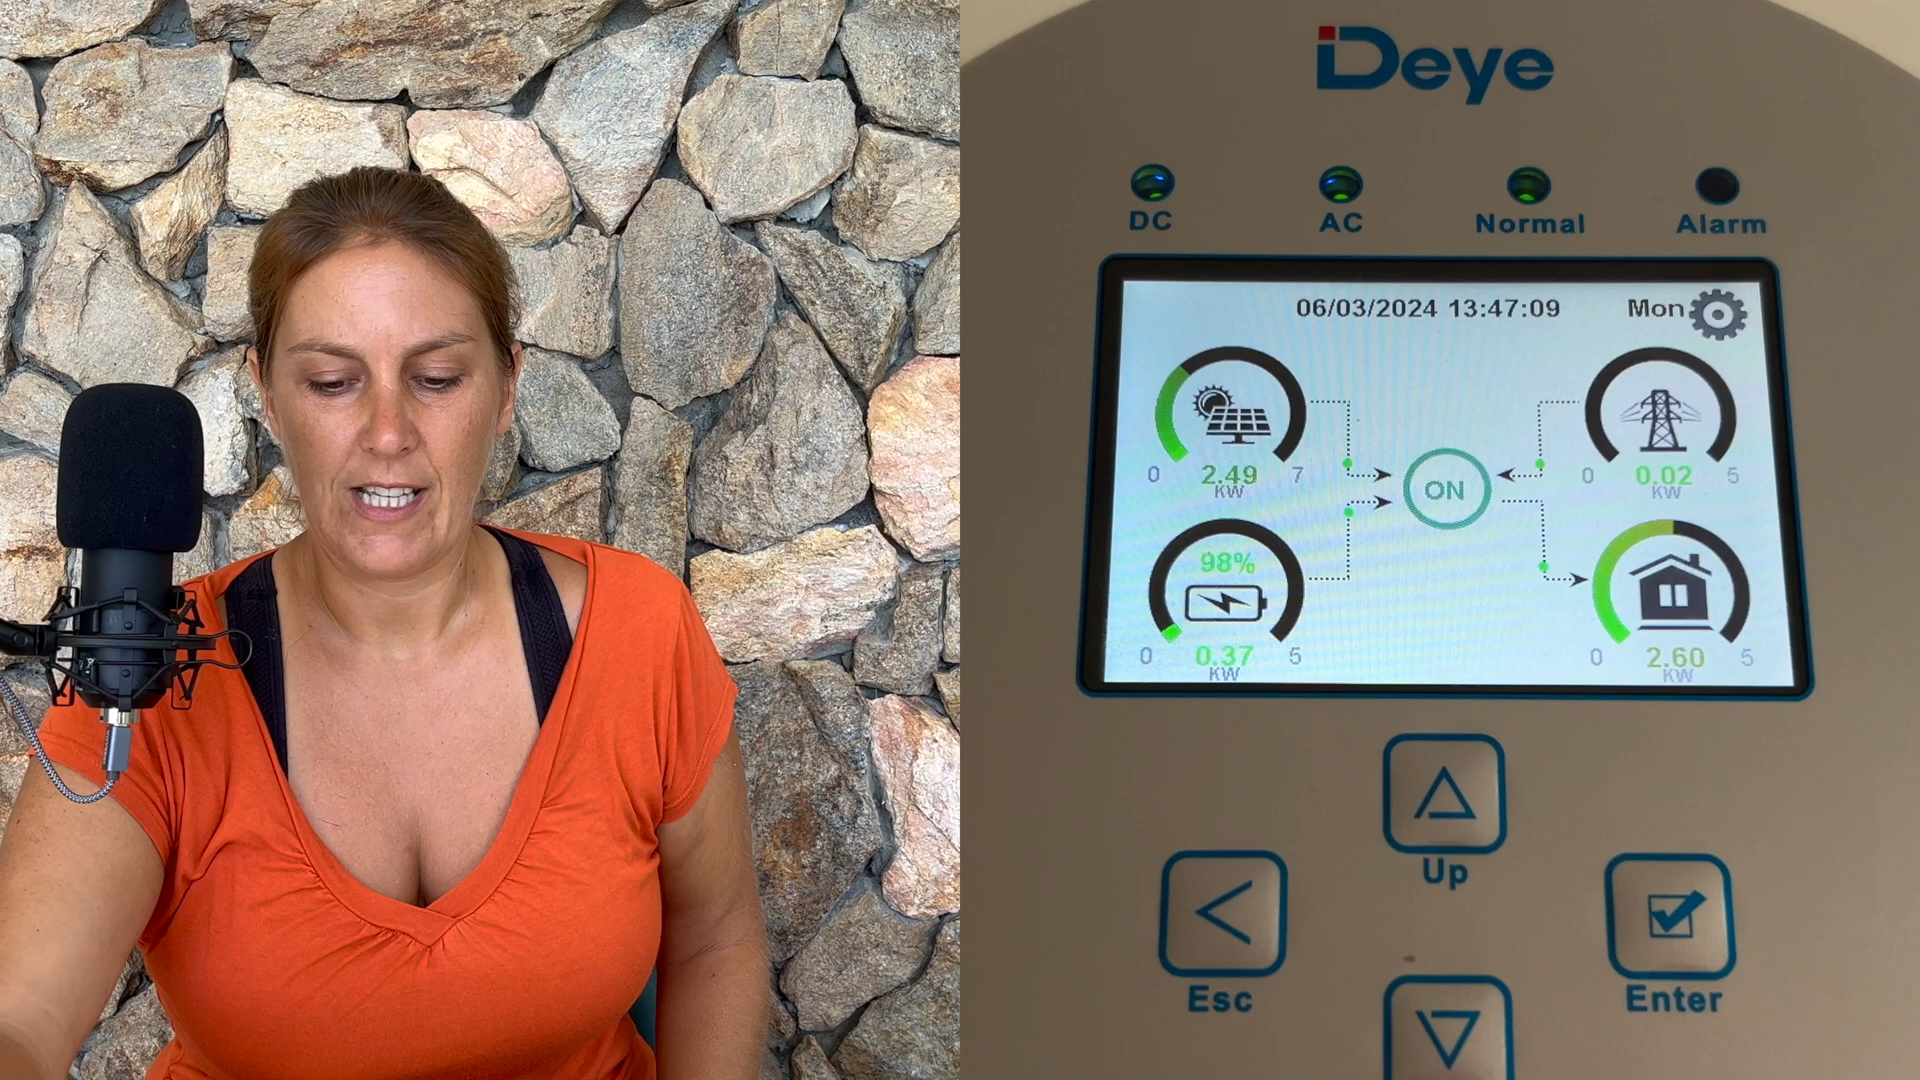 Deye
DC AC Normal Alarm
06/03/2024 13:47:09 Mon
0 2.49 7
KW
0 0.02 5
KW
ON
98%
0 0.37 5
KW
0 2.60 5
KW
Up
Esc
Enter